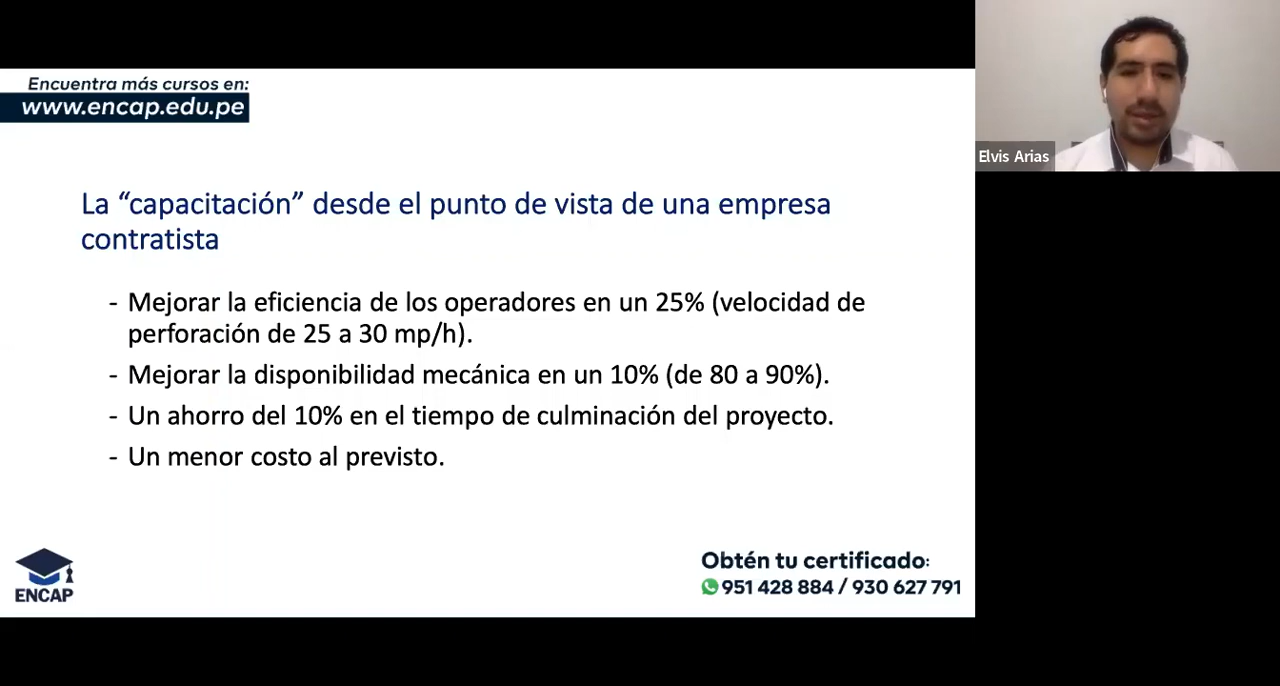 Encuentra más cursos en:
www.encap.edu.pe
Elvis Arias
La “capacitación” desde el punto de vista de una empresa
contratista
- Mejorar la eficiencia de los operadores en un 25% (velocidad de
perforación de 25 a 30 mp/h).
- Mejorar la disponibilidad mecánica en un 10% (de 80 a 90%).
- Un ahorro del 10% en el tiempo de culminación del proyecto.
- Un menor costo al previsto.
ENCAP
Obtén tu certificado:
951 428 884 / 930 627 791